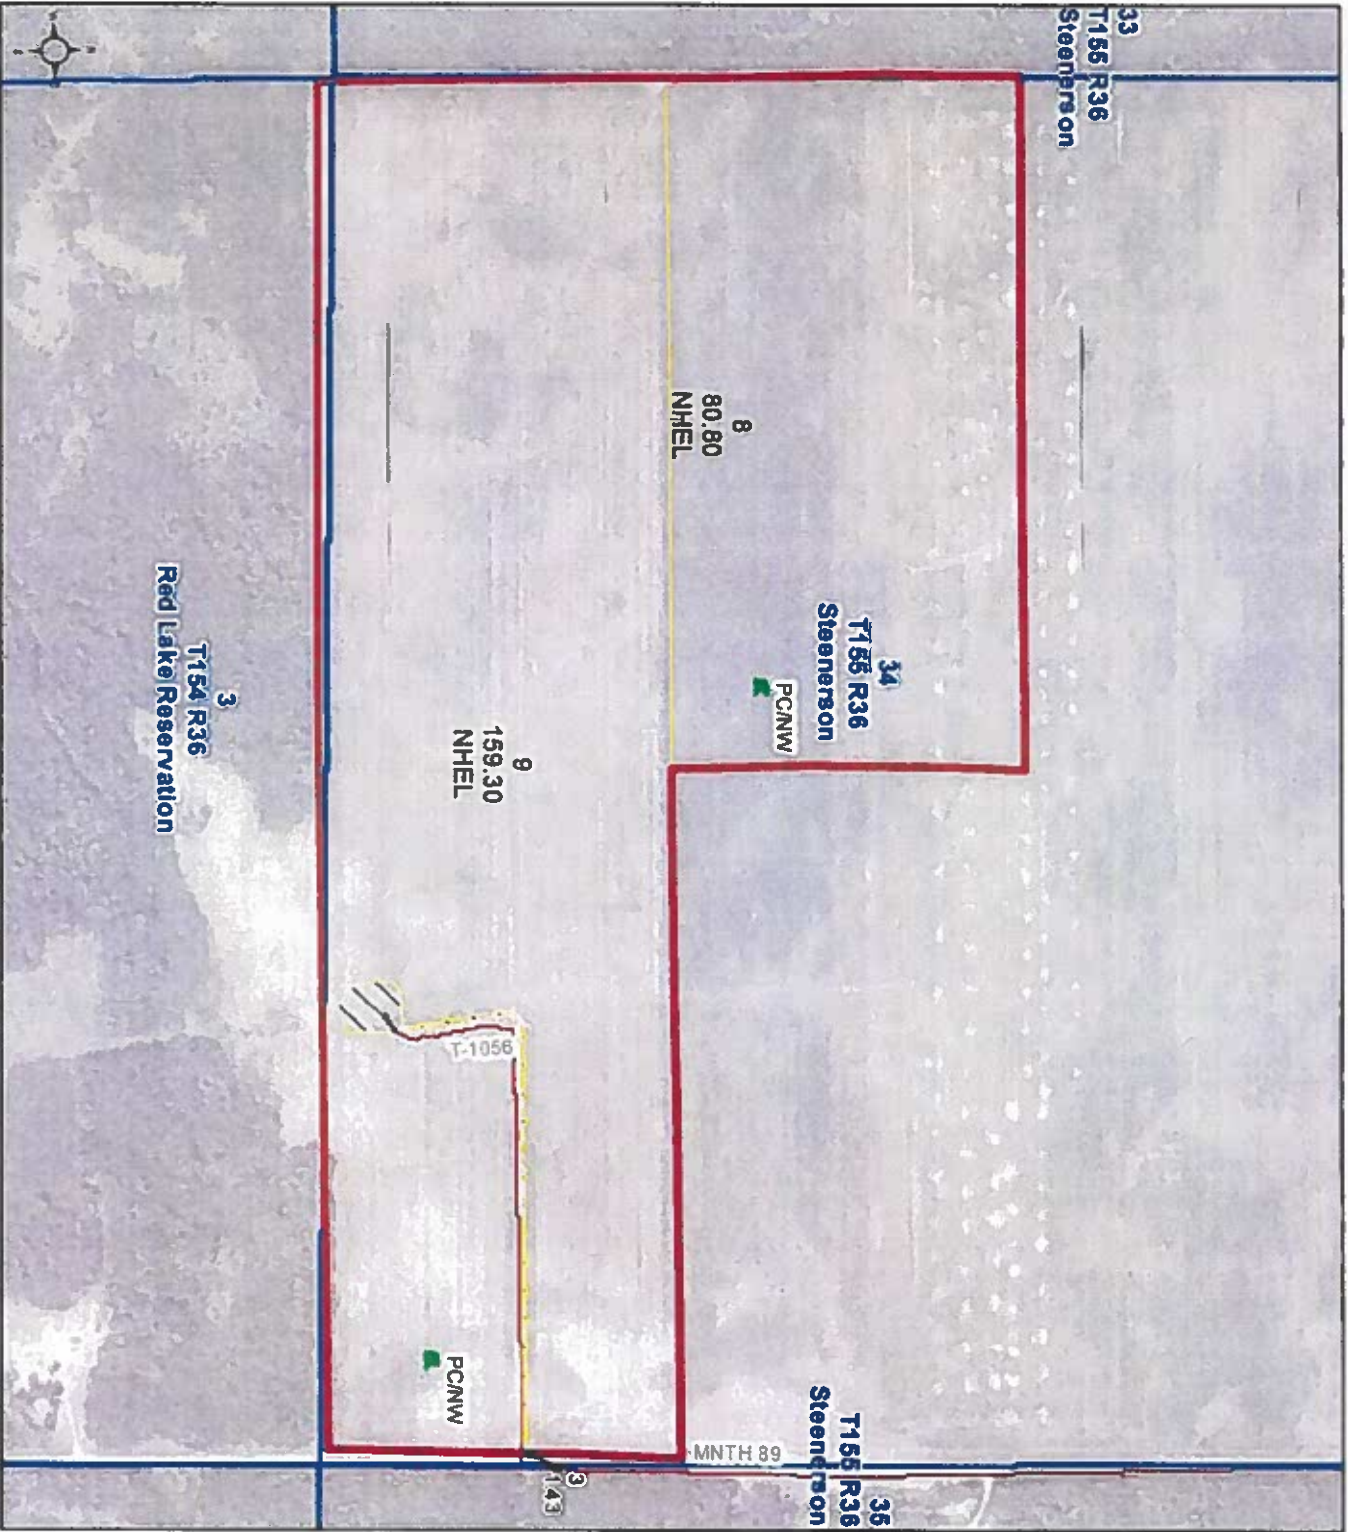 33
T155 R36
Steenerson
8
80.80
NHEL
34
T155 R36
Steenerson
PC/NW
9
159.30
NHEL
3
T154 R36
Red Lake Reservation
T-1056
PC/NW
MNTH 89
35
T155 R36
Steenerson
3
1.43